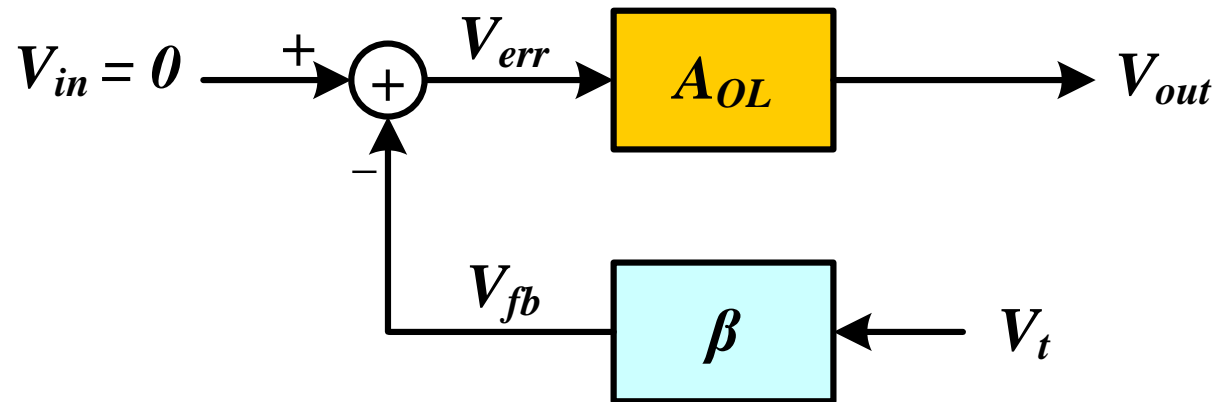 V_in = 0
+
+
V_err
A_OL
V_out
−
V_fb
β
V_t